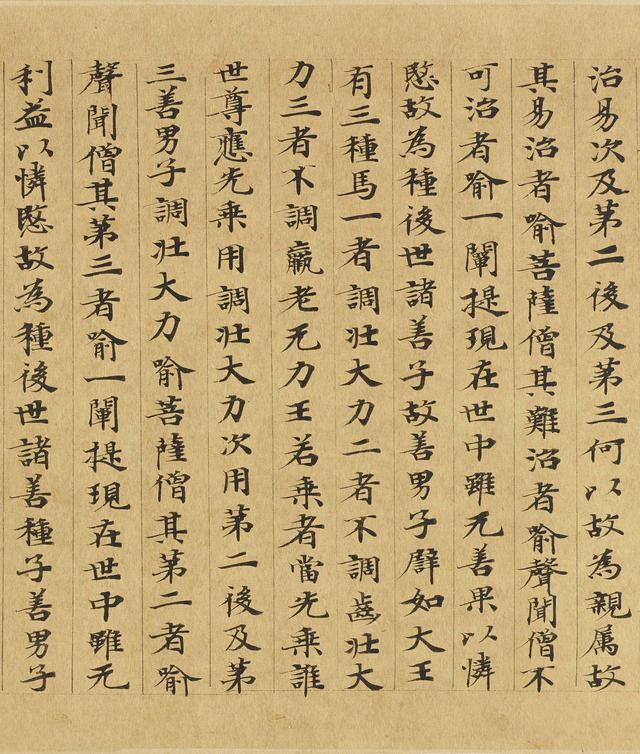 治易次及第二後及第三何以故為親属故
其易治者喻菩薩僧其難治者喻聲聞僧不
可治者喻一闡提現在世中雖无善果以憐
愍故為種後世諸善子故善男子譬如大王
有三種馬一者調壯大力二者不調齒壯大
力三者不調羸老无力王若乘者當先乘誰
世尊應先乘用調壯大力次用第二後及第
三善男子調壯大力喻菩薩僧其第二者喻
聲聞僧其第三者喻一闡提現在世中雖无
利益以憐愍故為種後世諸善種子善男子